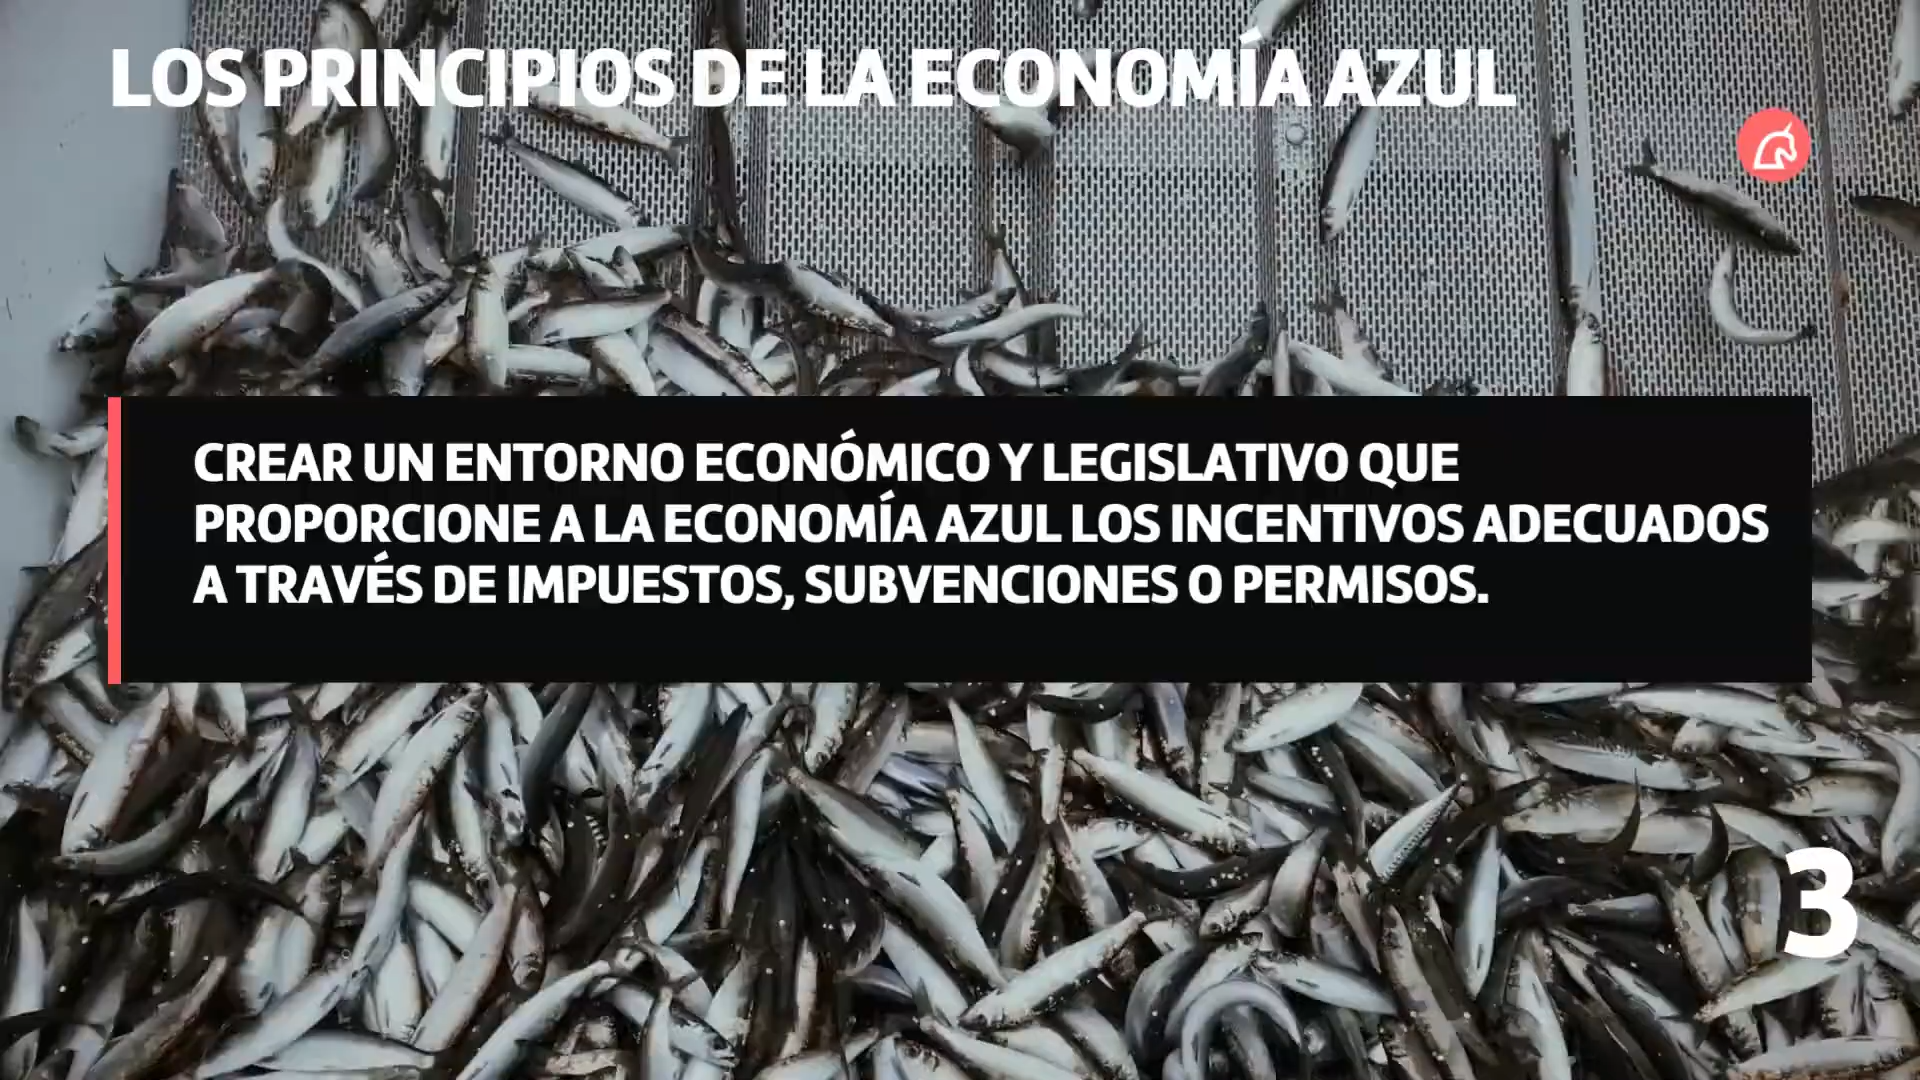 LOS PRINCIPIOS DE LA ECONOMÍA AZUL
CREAR UN ENTORNO ECONÓMICO Y LEGISLATIVO QUE
PROPORCIONE A LA ECONOMÍA AZUL LOS INCENTIVOS ADECUADOS
A TRAVÉS DE IMPUESTOS, SUBVENCIONES O PERMISOS.
3